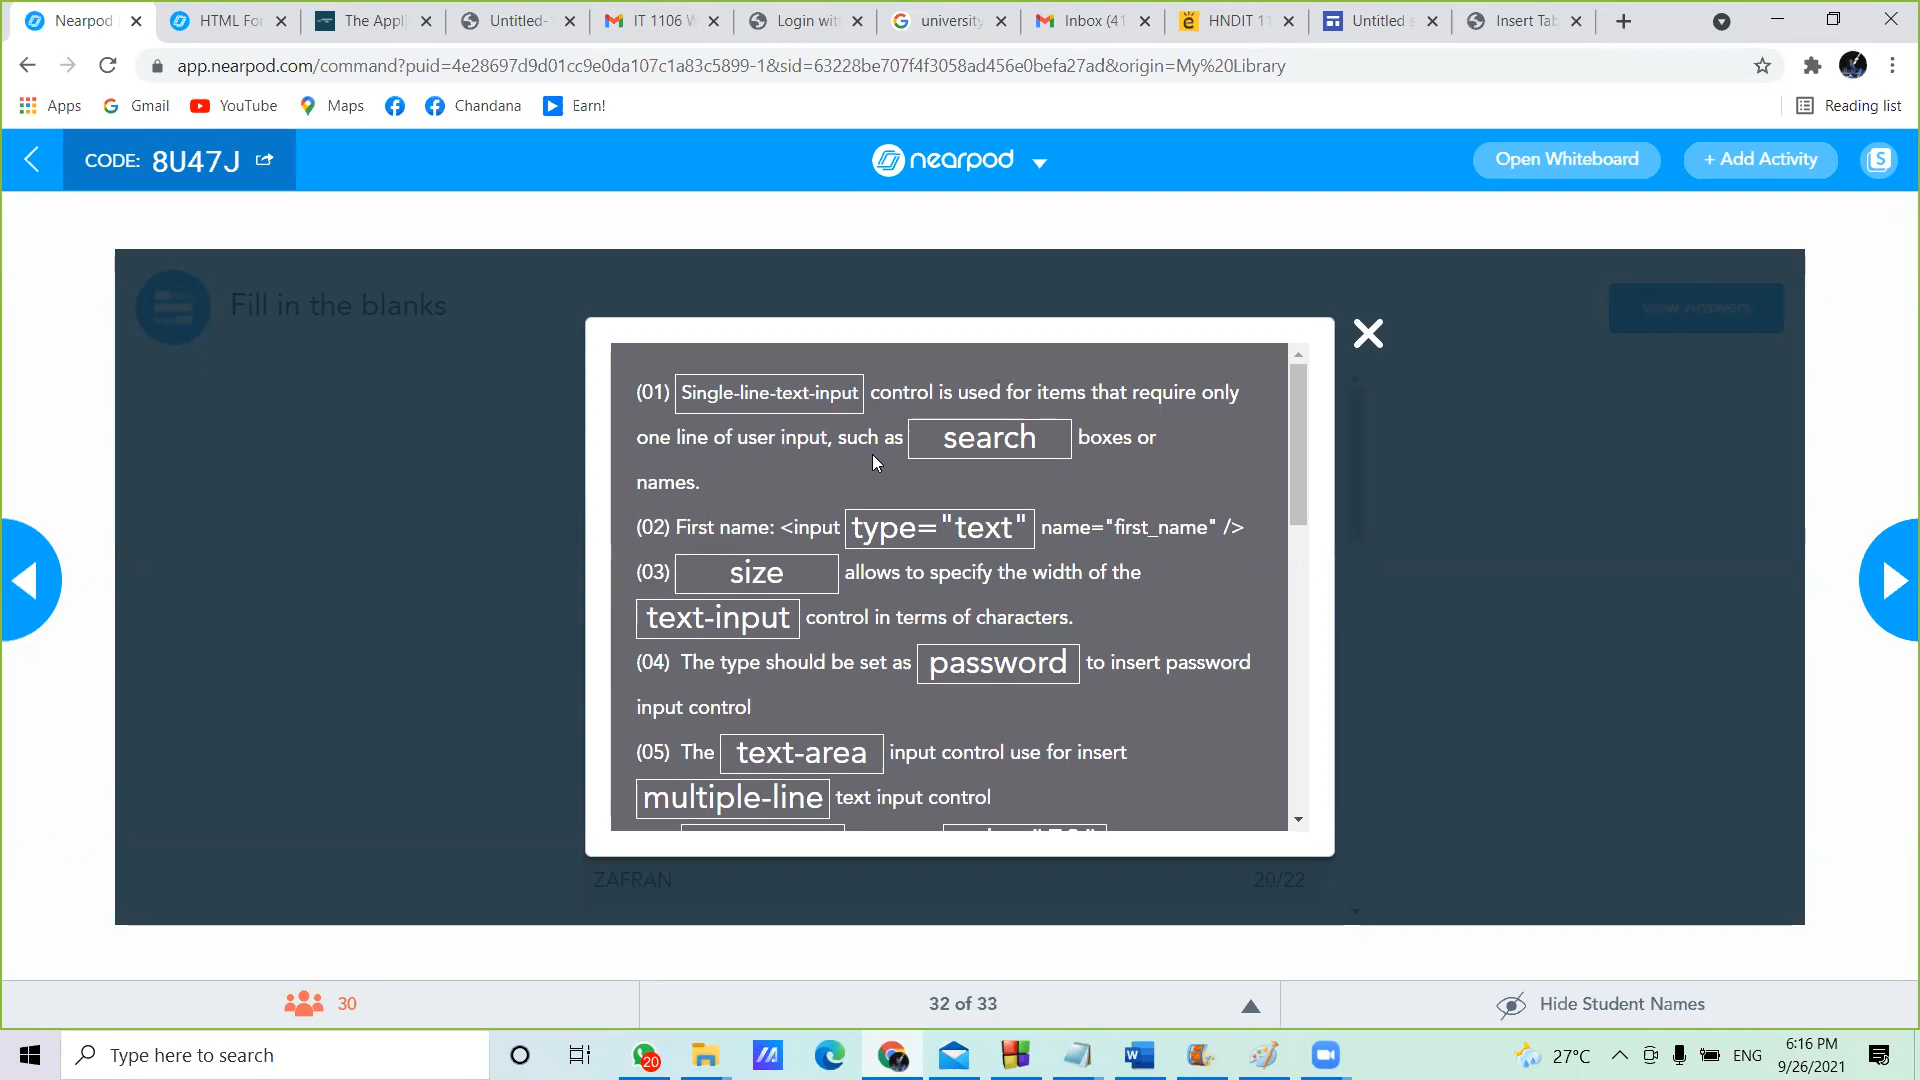 Nearpod
HTML Fo
The Appl
Untitled-
IT 1106 W
Login wit
university
Inbox (41
HNDIT 11
Untitled s
Insert Tab
app.nearpod.com/command?puid=4e28697d9d01cc9e0da107c1a83c5899-1&sid=63228be707f4f3058ad456e0befa27ad&origin=My%20Library
Apps
Gmail
YouTube
Maps
Chandana
Earn!
Reading list
CODE: 8U47J
nearpod
Open Whiteboard
+ Add Activity
S
Fill in the blanks
View Answers
(01) Single-line-text-input control is used for items that require only
one line of user input, such as search boxes or
names.
(02) First name: <input type="text" name="first_name" />
(03) size allows to specify the width of the
text-input control in terms of characters.
(04) The type should be set as password to insert password
input control
(05) The text-area input control use for insert
multiple-line text input control
ZAFRAN 20/22
30
32 of 33
Hide Student Names
Type here to search
20
27°C
ENG
6:16 PM
9/26/2021